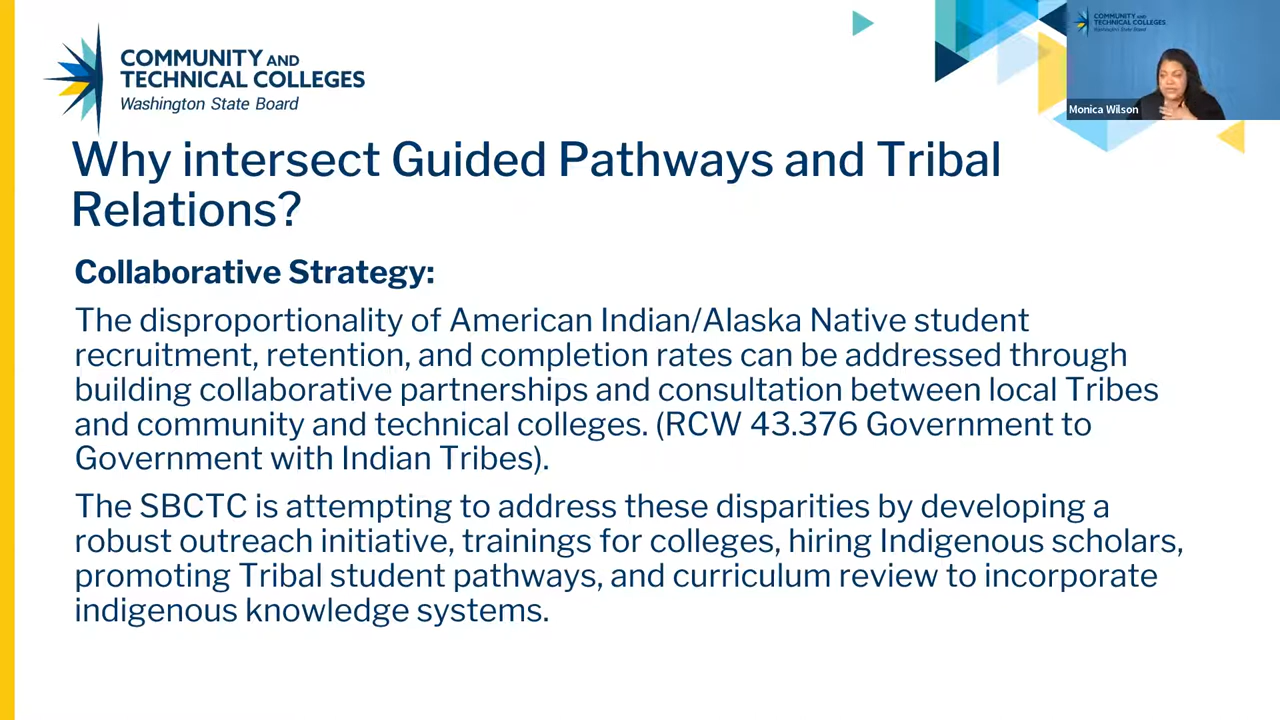 COMMUNITY AND
TECHNICAL COLLEGES
Washington State Board
COMMUNITY AND
TECHNICAL COLLEGES
Washington State Board
Monica Wilson
Why intersect Guided Pathways and Tribal
Relations?
Collaborative Strategy:
The disproportionality of American Indian/Alaska Native student
recruitment, retention, and completion rates can be addressed through
building collaborative partnerships and consultation between local Tribes
and community and technical colleges. (RCW 43.376 Government to
Government with Indian Tribes).
The SBCTC is attempting to address these disparities by developing a
robust outreach initiative, trainings for colleges, hiring Indigenous scholars,
promoting Tribal student pathways, and curriculum review to incorporate
indigenous knowledge systems.